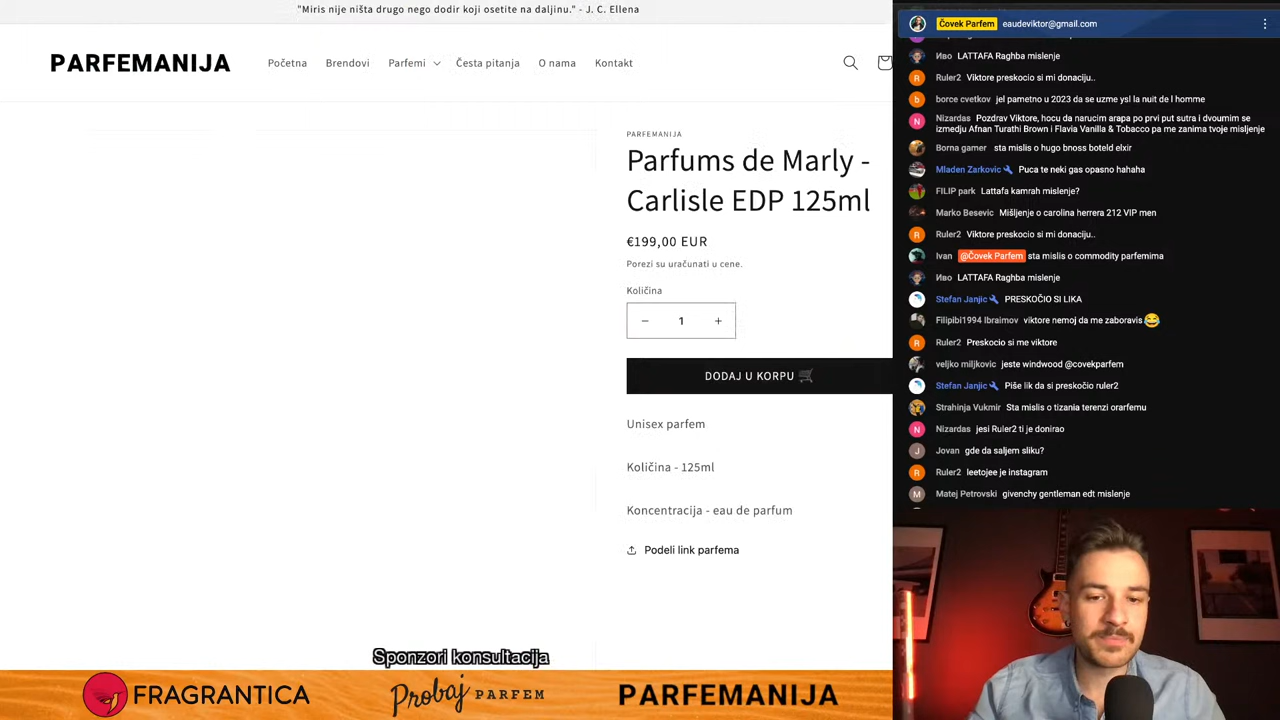 "Miris nije ništa drugo nego dodir koji osetite na daljinu." - J. C. Ellena
PARFEMANIJA
Početna
Brendovi
Parfemi
Česta pitanja
O nama
Kontakt
PARFEMANIJA
Parfums de Marly -
Carlisle EDP 125ml
€199,00 EUR
Porezi su uračunati u cene.
Količina
− 1 +
DODAJ U KORPU
Unisex parfem
Količina - 125ml
Koncentracija - eau de parfum
Podeli link parfema
Sponzori konsultacija
FRAGRANTICA
Probaj PARFEM
PARFEMANIJA
Čovek Parfem eaudeviktor@gmail.com
Иво LATTAFA Raghba mislenje
Ruler2 Viktore preskocio si mi donaciju..
borce cvetkov jel pametno u 2023 da se uzme ysl la nuit de l homme
Nizardas Pozdrav Viktore, hocu da narucim arapa po prvi put sutra i dvoumim se
izmedju Afnan Turathi Brown i Flavia Vanilla & Tobacco pa me zanima tvoje misljenje
Borna gamer sta mislis o hugo bnoss boteld elxir
Mladen Zarkovic Puca te neki gas opasno hahaha
FILIP park Lattafa kamrah mislenje?
Marko Besevic Mišljenje o carolina herrera 212 VIP men
Ruler2 Viktore preskocio si mi donaciju..
Ivan @Čovek Parfem sta mislis o commodity parfemima
Иво LATTAFA Raghba mislenje
Stefan Janjic PRESKOČIO SI LIKA
Filipibi1994 Ibraimov viktore nemoj da me zaboravis
Ruler2 Preskocio si me viktore
veljko miljkovic jeste windwood @covekparfem
Stefan Janjic Piše lik da si preskočio ruler2
Strahinja Vukmir Sta mislis o tizania terenzi orarfemu
Nizardas jesi Ruler2 ti je donirao
Jovan gde da saljem sliku?
Ruler2 leetojee je instagram
Matej Petrovski givenchy gentleman edt mislenje